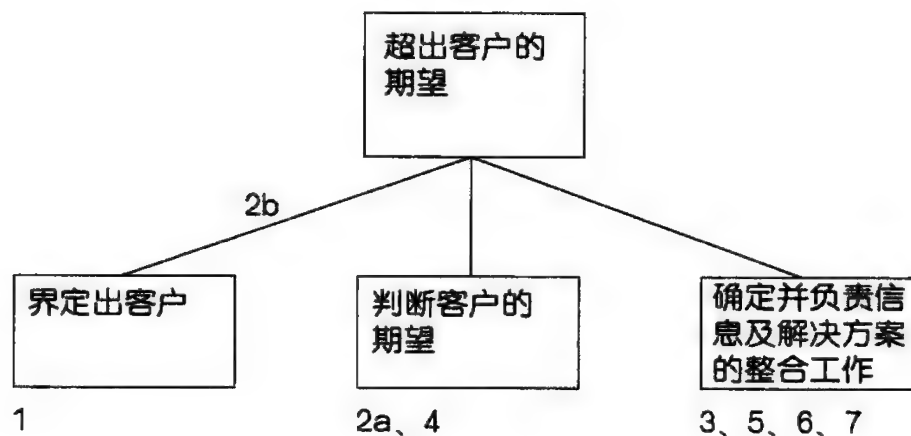 超出客户的
期望
2b
界定出客户
判断客户的
期望
确定并负责信
息及解决方案
的整合工作
1
2a、4
3、5、6、7